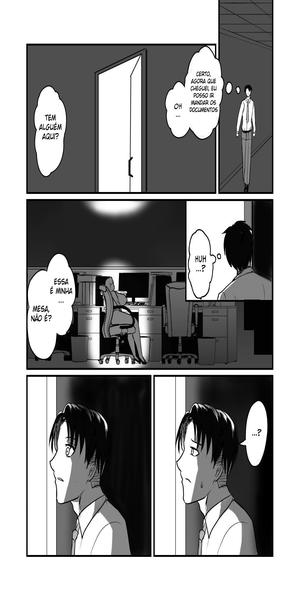 CERTO,
AGORA QUE
CHEGUEI, EU
POSSO IR
MANDAR OS
DOCUMENTOS
OH
...
TEM
ALGUÉM
AQUI?
HUH
...?
ESSA
É MINHA
...
MESA,
NÃO É?
...?